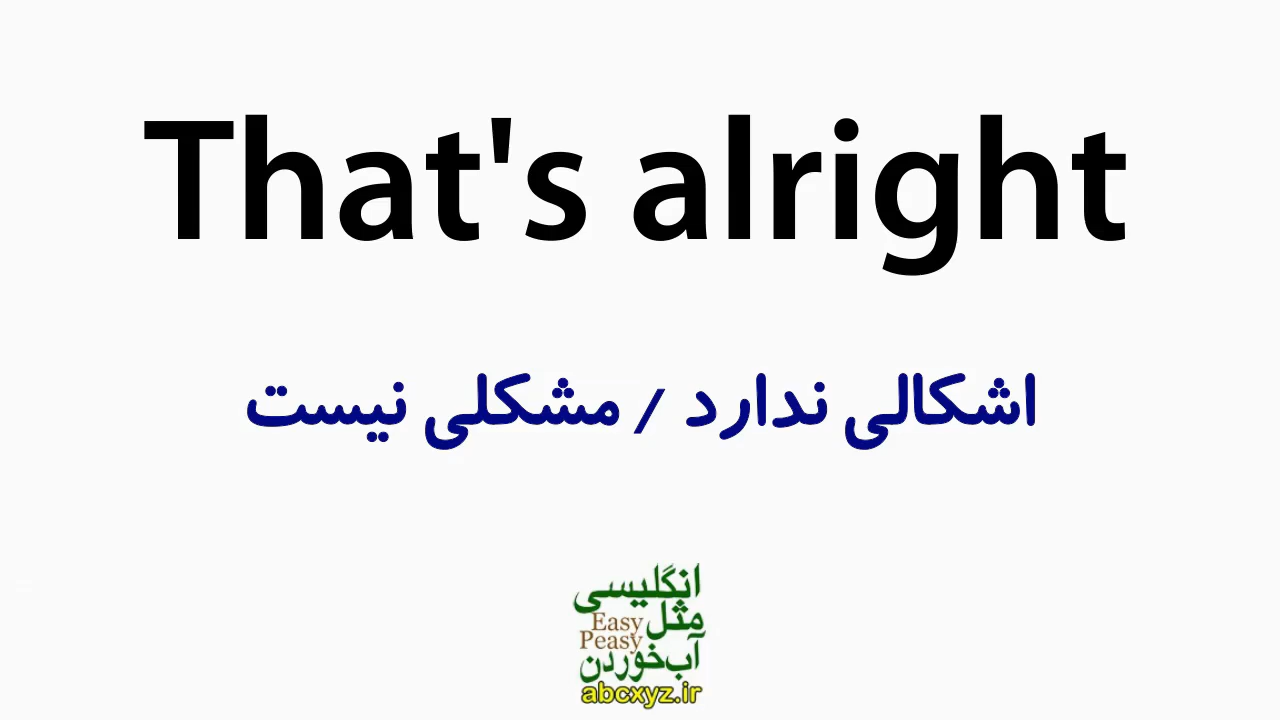 That's alright
اشکالی ندارد / مشکلی نیست
انگلیسی
مثل Easy
Peasy
آب‌خوردن
abcxyz.ir